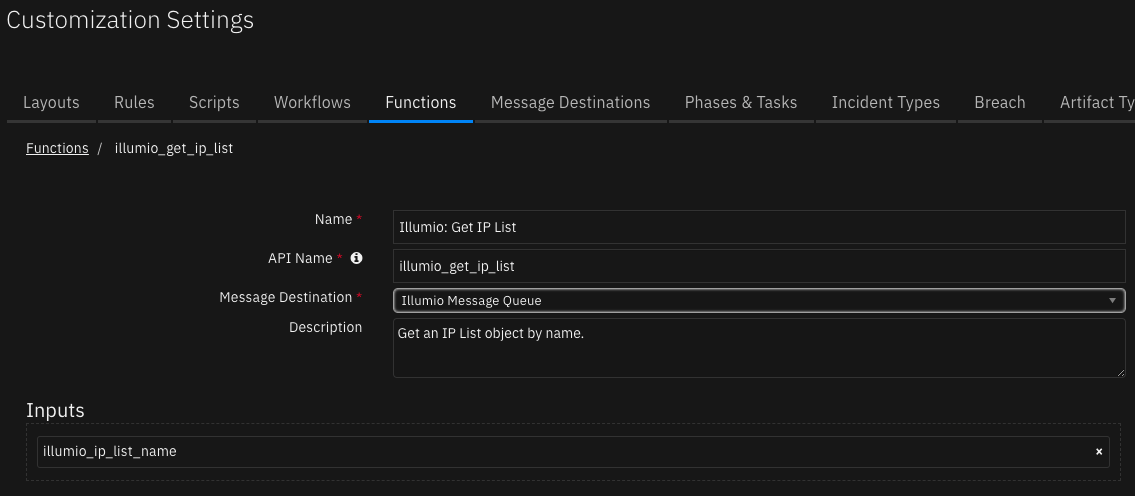 Customization Settings
Layouts Rules Scripts Workflows Functions Message Destinations Phases & Tasks Incident Types Breach Artifact Ty
Functions / illumio_get_ip_list
Name * Illumio: Get IP List
API Name * illumio_get_ip_list
Message Destination * Illumio Message Queue
Description Get an IP List object by name.
Inputs
illumio_ip_list_name ×